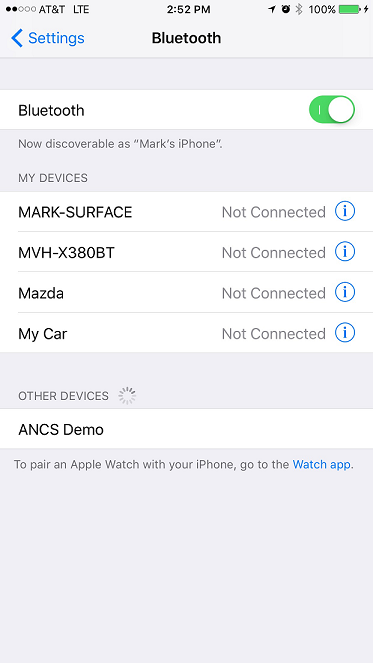 AT&T LTE 2:52 PM 100%
Settings Bluetooth
Bluetooth
Now discoverable as “Mark’s iPhone”.
MY DEVICES
MARK-SURFACE Not Connected
MVH-X380BT Not Connected
Mazda Not Connected
My Car Not Connected
OTHER DEVICES
ANCS Demo
To pair an Apple Watch with your iPhone, go to the Watch app.